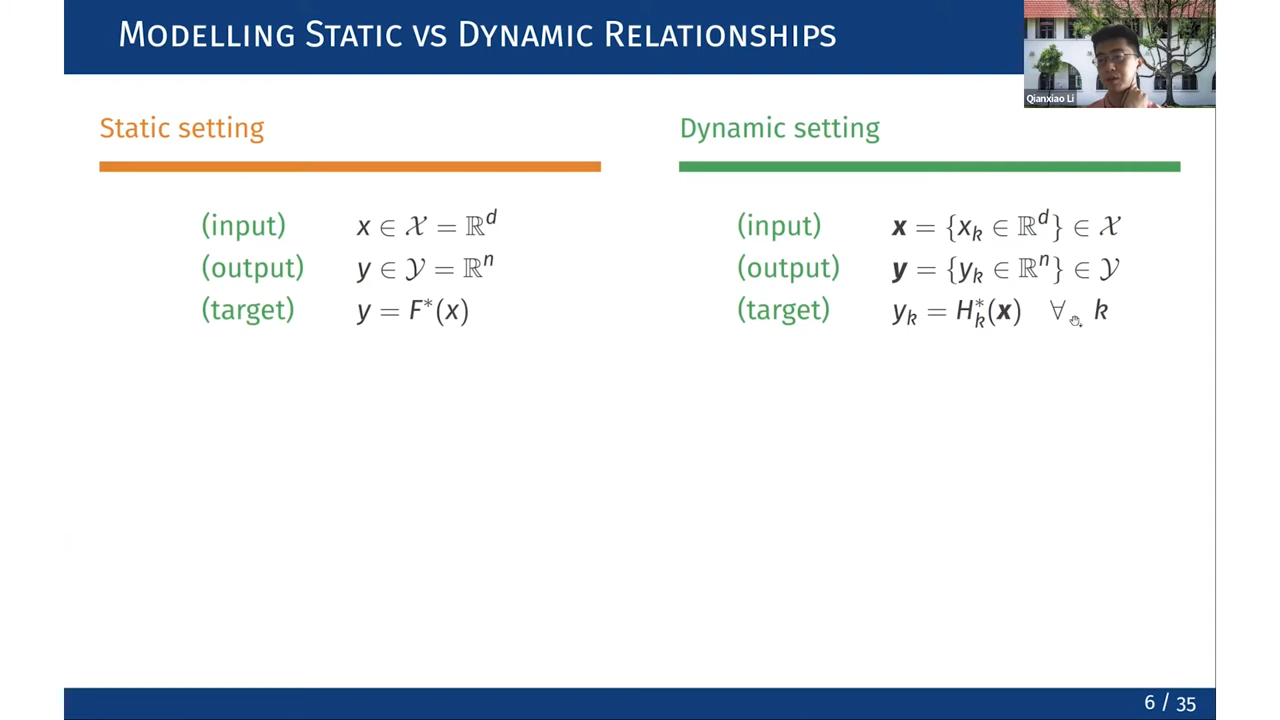 MODELLING STATIC VS DYNAMIC RELATIONSHIPS
Qianxiao Li
Static setting
(input) x ∈ 𝒳 = ℝ^d
(output) y ∈ 𝒴 = ℝ^n
(target) y = F*(x)
Dynamic setting
(input) x = {x_k ∈ ℝ^d} ∈ 𝒳
(output) y = {y_k ∈ ℝ^n} ∈ 𝒴
(target) y_k = H*_k(x) ∀ k
6 / 35